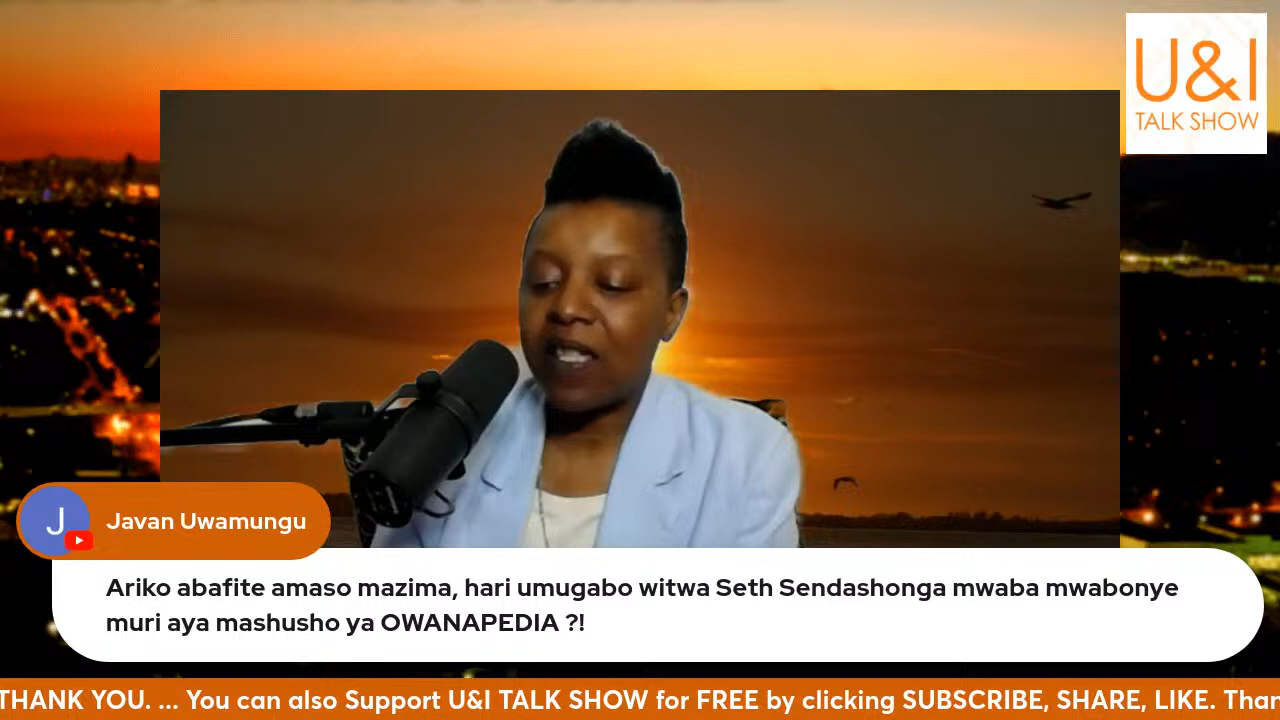 U&I
TALK SHOW
J
Javan Uwamungu
Ariko abafite amaso mazima, hari umugabo witwa Seth Sendashonga mwaba mwabonye
muri aya mashusho ya OWANAPEDIA ?!
THANK YOU. ... You can also Support U&I TALK SHOW for FREE by clicking SUBSCRIBE, SHARE, LIKE. Than